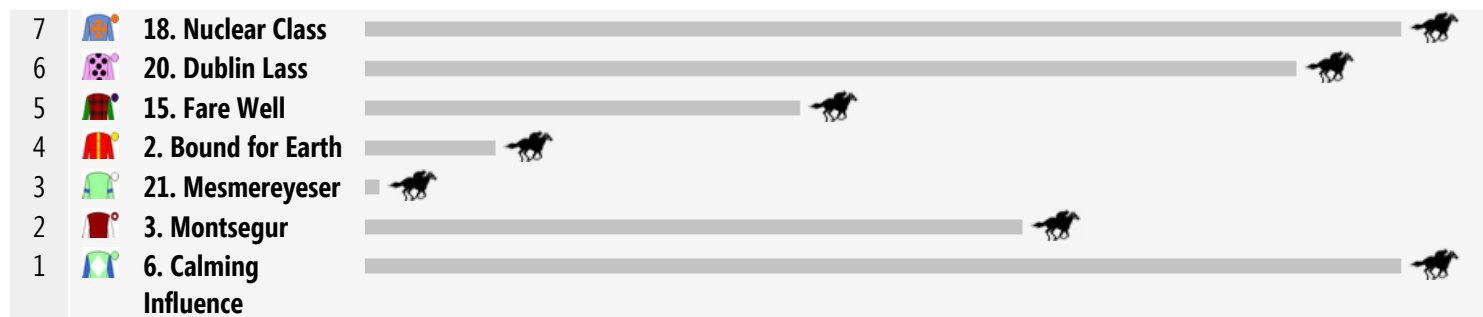 7 18. Nuclear Class
6 20. Dublin Lass
5 15. Fare Well
4 2. Bound for Earth
3 21. Mesmereyeser
2 3. Montsegur
1 6. Calming
Influence